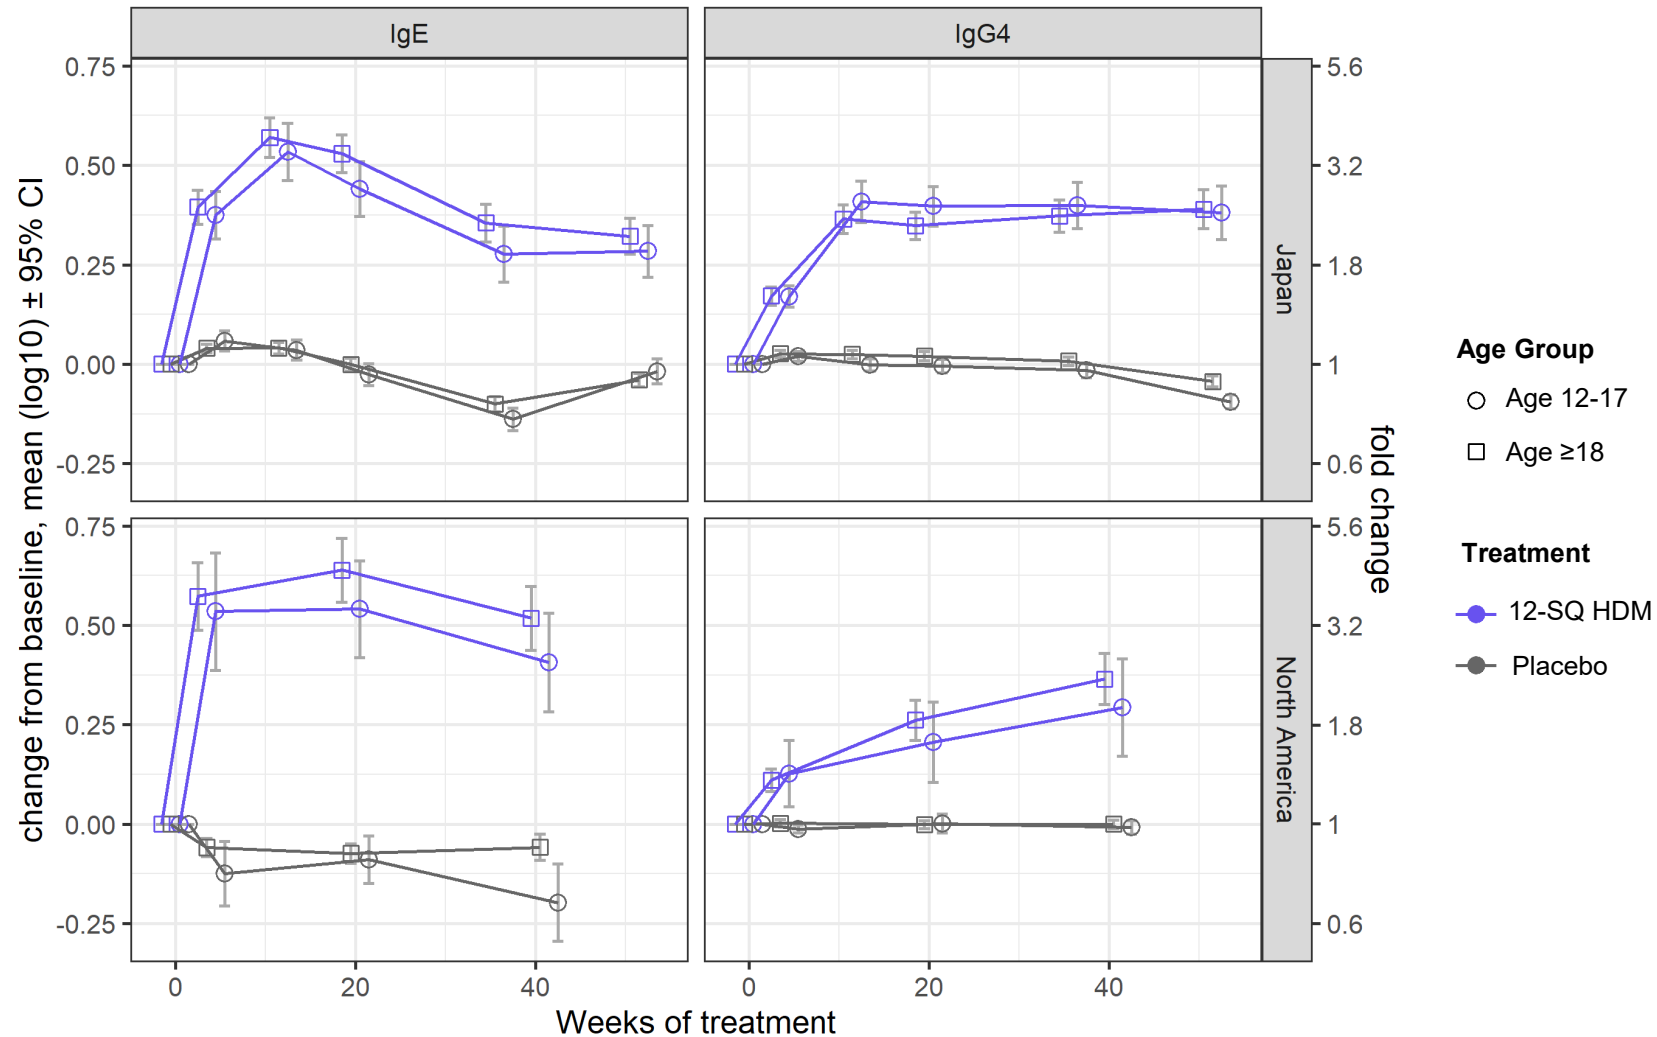 IgE
IgG4
0.75
0.50
0.25
0.00
-0.25
5.6
3.2
1.8
1
0.6
Japan
0.75
0.50
0.25
0.00
-0.25
5.6
3.2
1.8
1
0.6
North America
0
20
40
0
20
40
Weeks of treatment
change from baseline, mean (log10) ± 95% CI
fold change
Age Group
Age 12-17
Age ≥18
Treatment
12-SQ HDM
Placebo